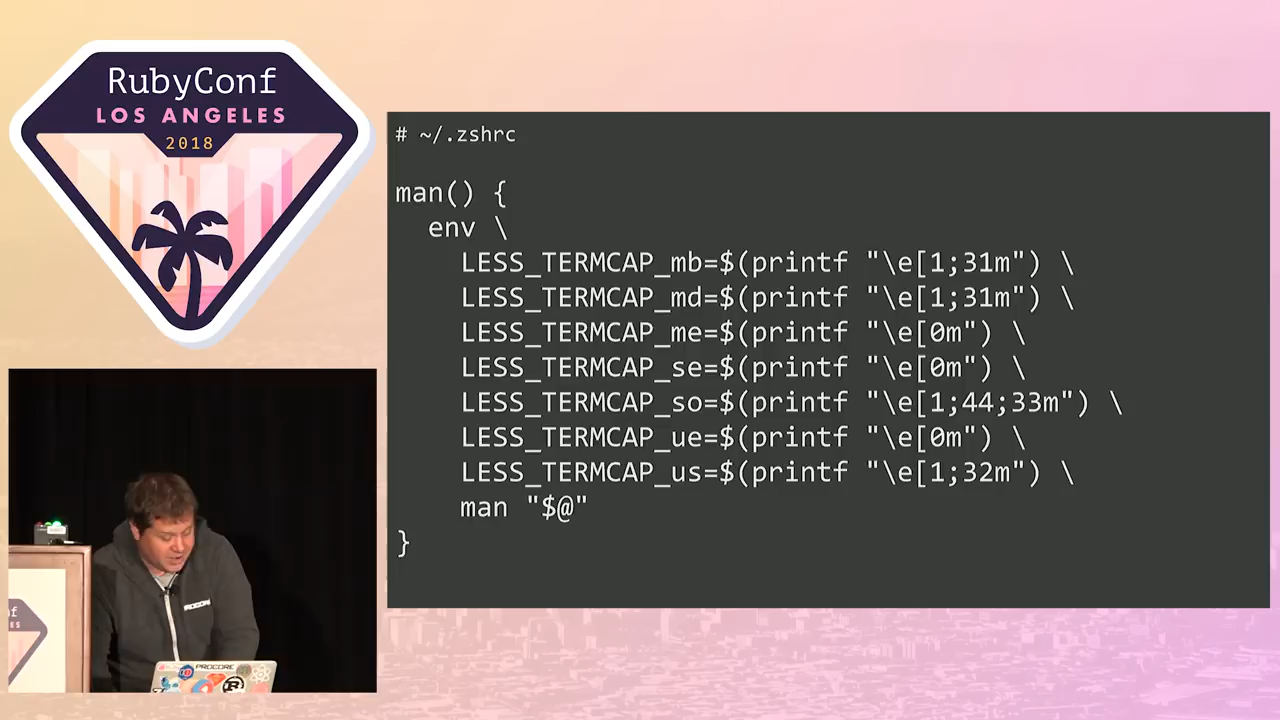 RubyConf
LOS ANGELES
2018
# ~/.zshrc
man() {
  env \
    LESS_TERMCAP_mb=$(printf "\e[1;31m") \
    LESS_TERMCAP_md=$(printf "\e[1;31m") \
    LESS_TERMCAP_me=$(printf "\e[0m") \
    LESS_TERMCAP_se=$(printf "\e[0m") \
    LESS_TERMCAP_so=$(printf "\e[1;44;33m") \
    LESS_TERMCAP_ue=$(printf "\e[0m") \
    LESS_TERMCAP_us=$(printf "\e[1;32m") \
    man "$@"
}
PROCORE
PROCORE